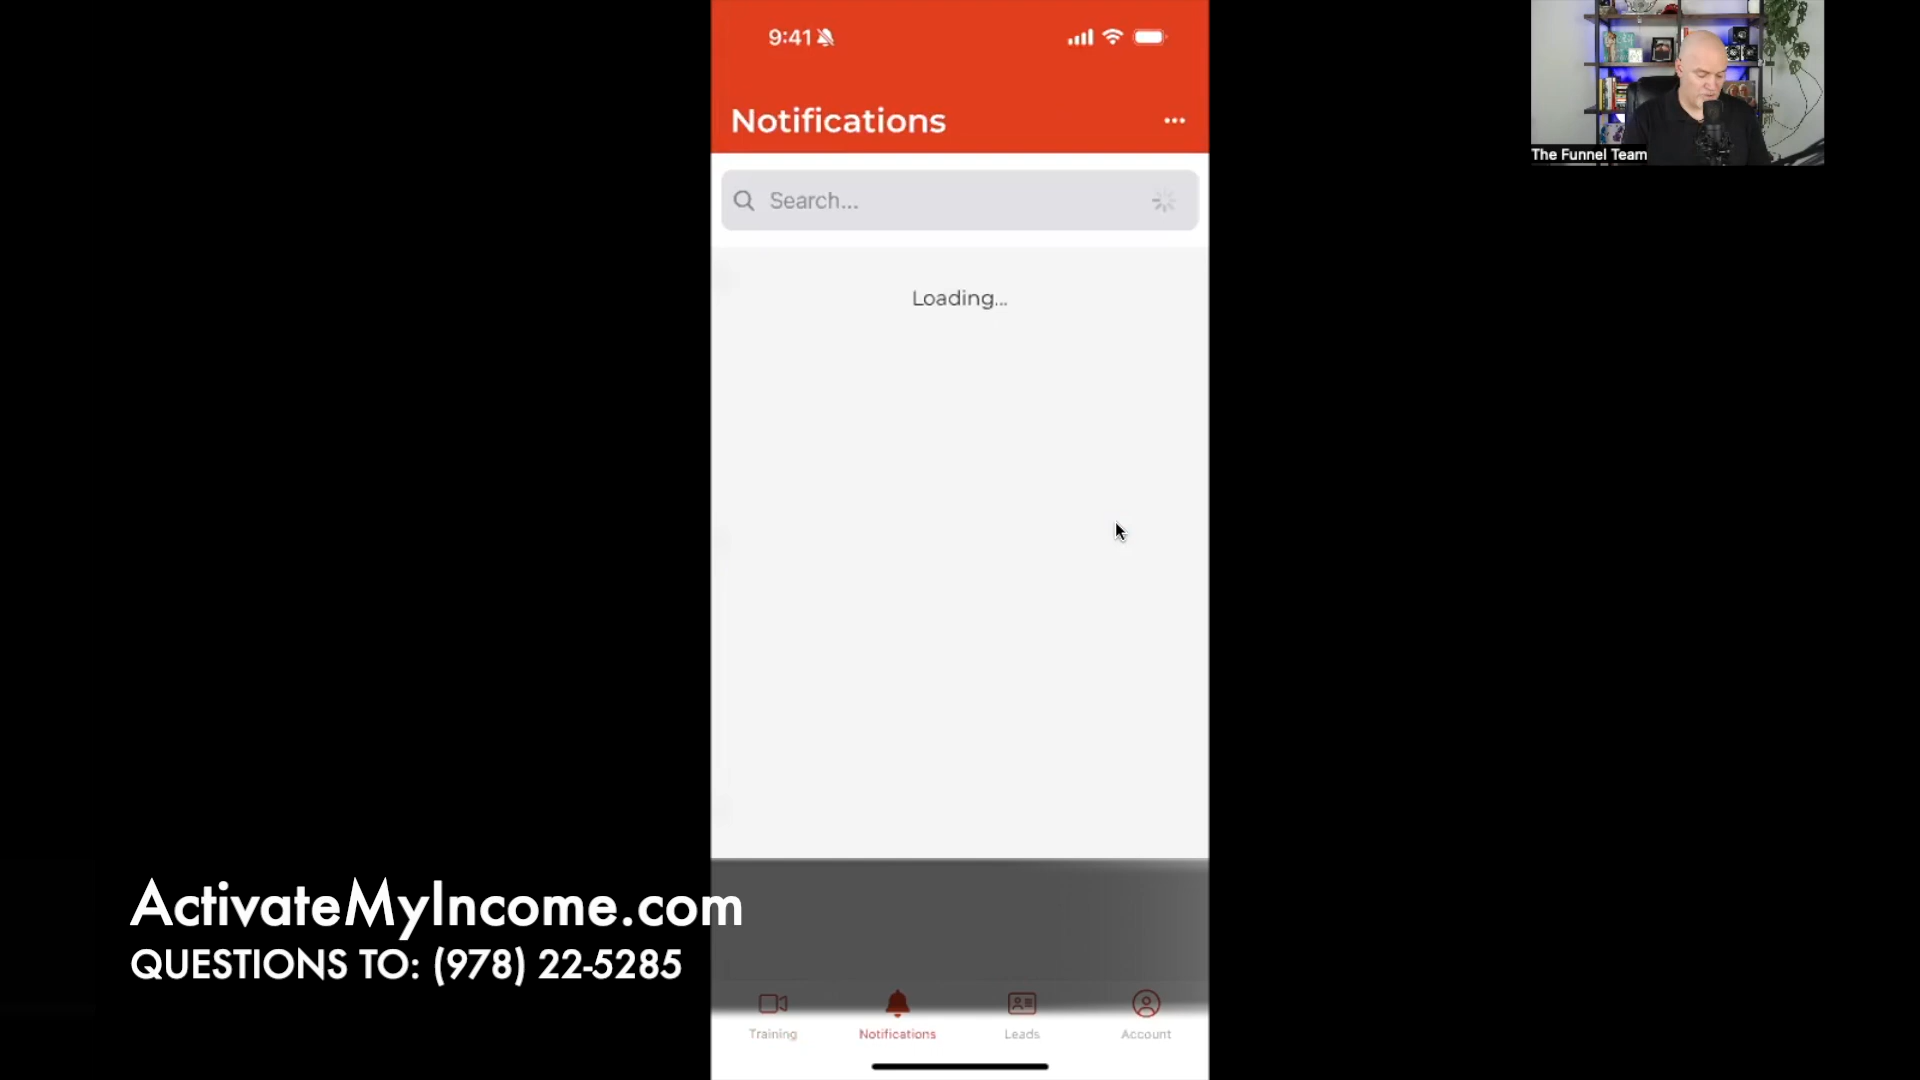 9:41
Notifications
Search...
Loading...
The Funnel Team
ActivateMyIncome.com
QUESTIONS TO: (978) 22-5285
Training
Notifications
Leads
Account